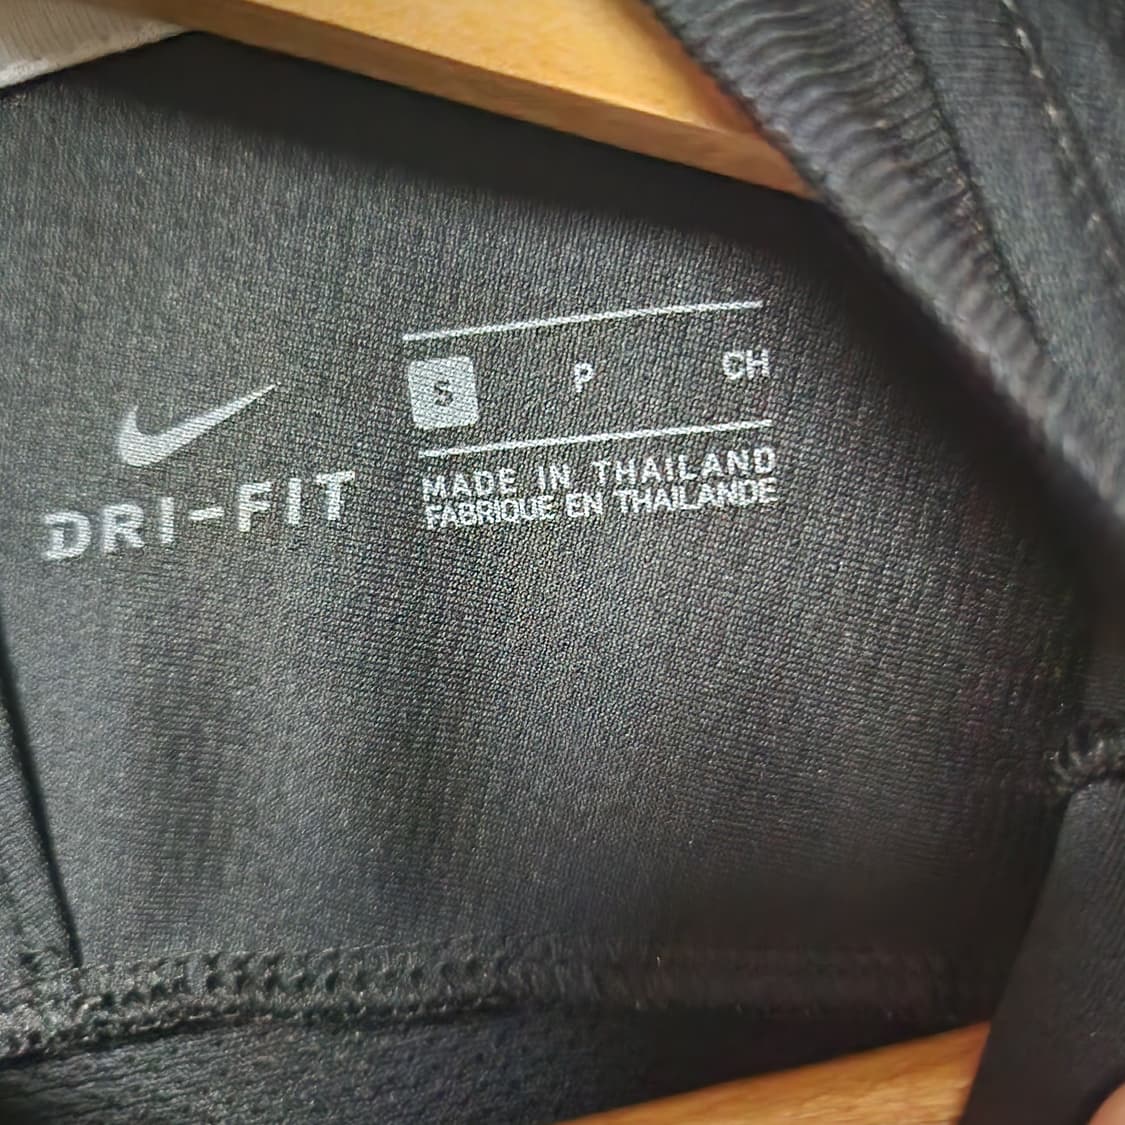 S P CH
DRI-FIT
MADE IN THAILAND
FABRIQUE EN THAILANDE